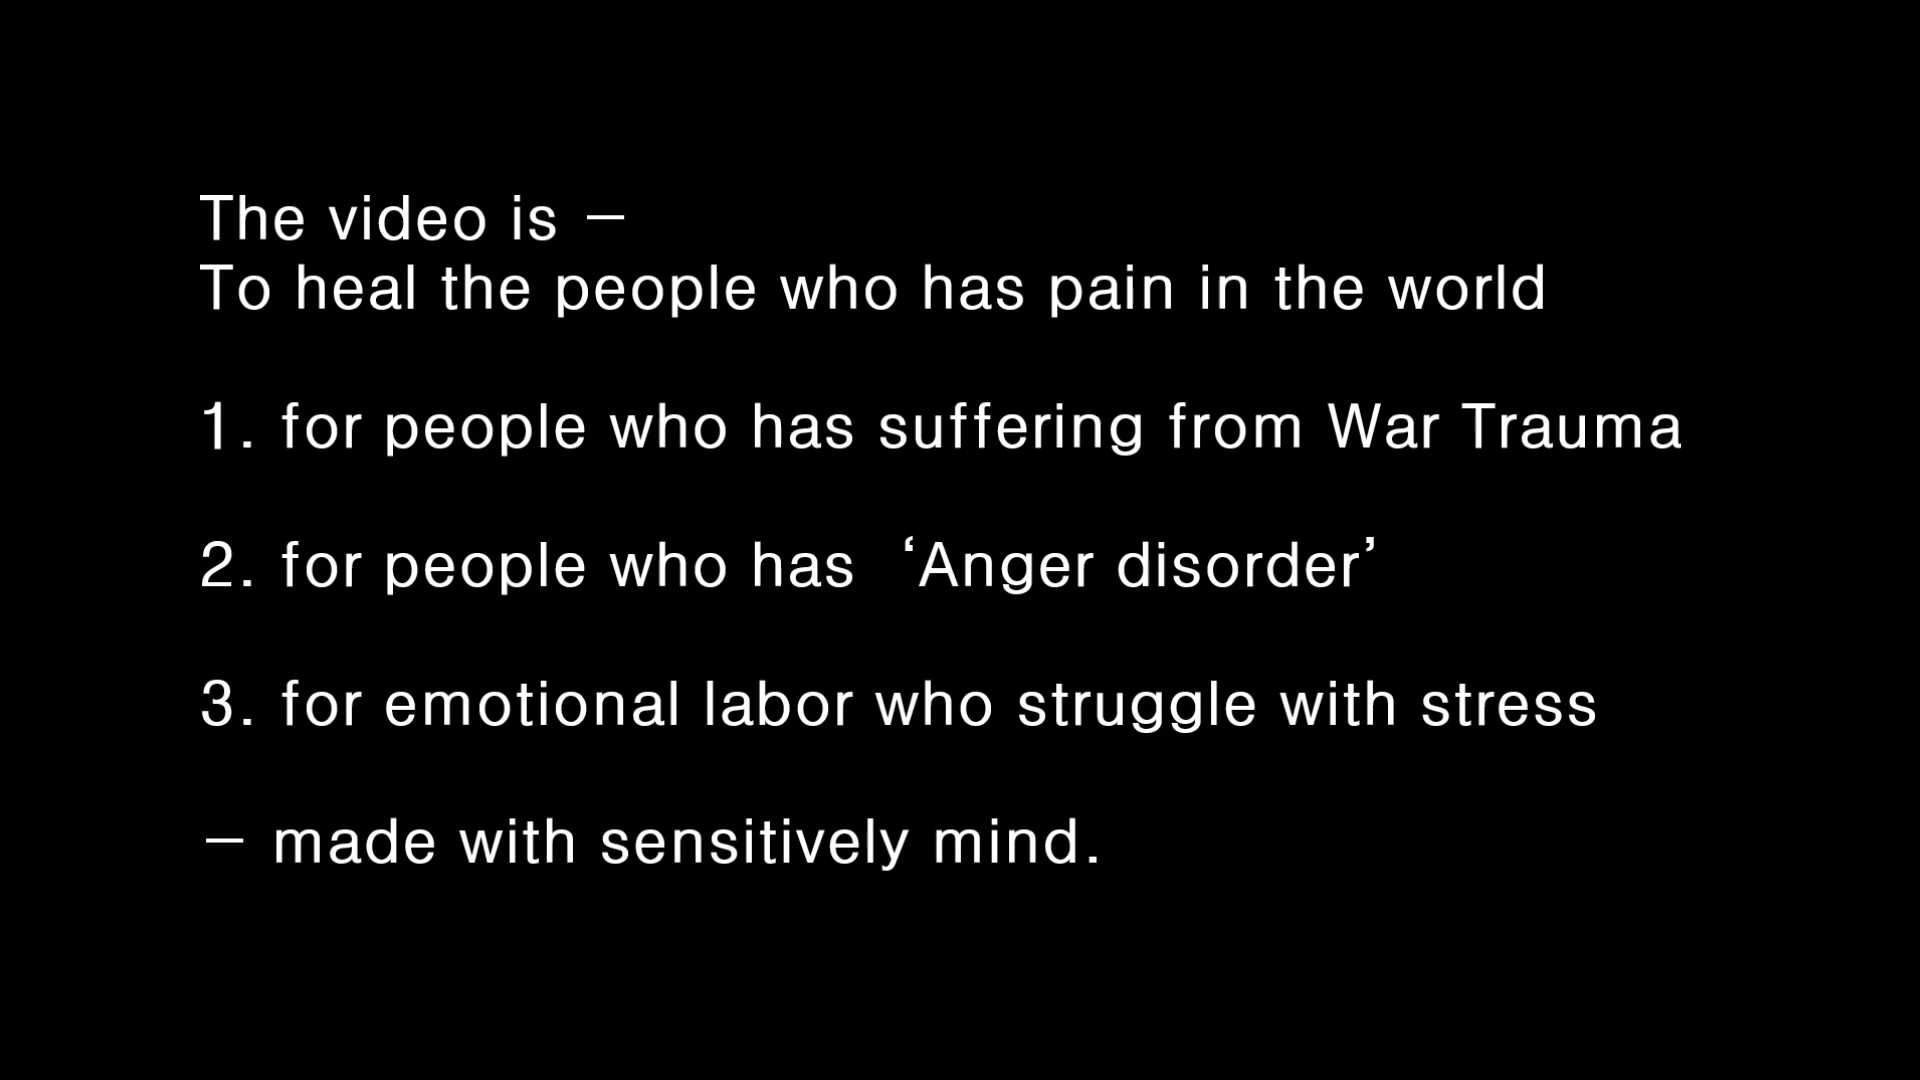 The video is –
To heal the people who has pain in the world
1. for people who has suffering from War Trauma
2. for people who has ‘Anger disorder’
3. for emotional labor who struggle with stress
– made with sensitively mind.